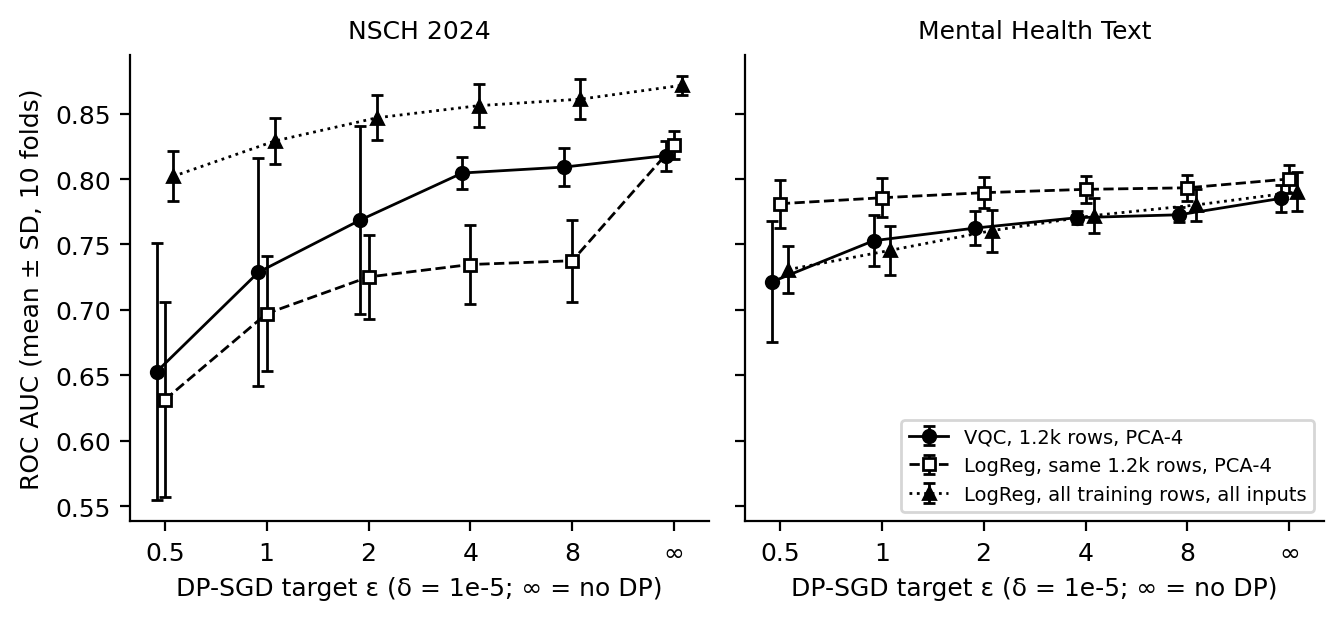 NSCH 2024
Mental Health Text
ROC AUC (mean ± SD, 10 folds)
0.85
0.80
0.75
0.70
0.65
0.60
0.55
VQC, 1.2k rows, PCA-4
LogReg, same 1.2k rows, PCA-4
LogReg, all training rows, all inputs
0.5 1 2 4 8 ∞
0.5 1 2 4 8 ∞
DP-SGD target ε (δ = 1e-5; ∞ = no DP)
DP-SGD target ε (δ = 1e-5; ∞ = no DP)